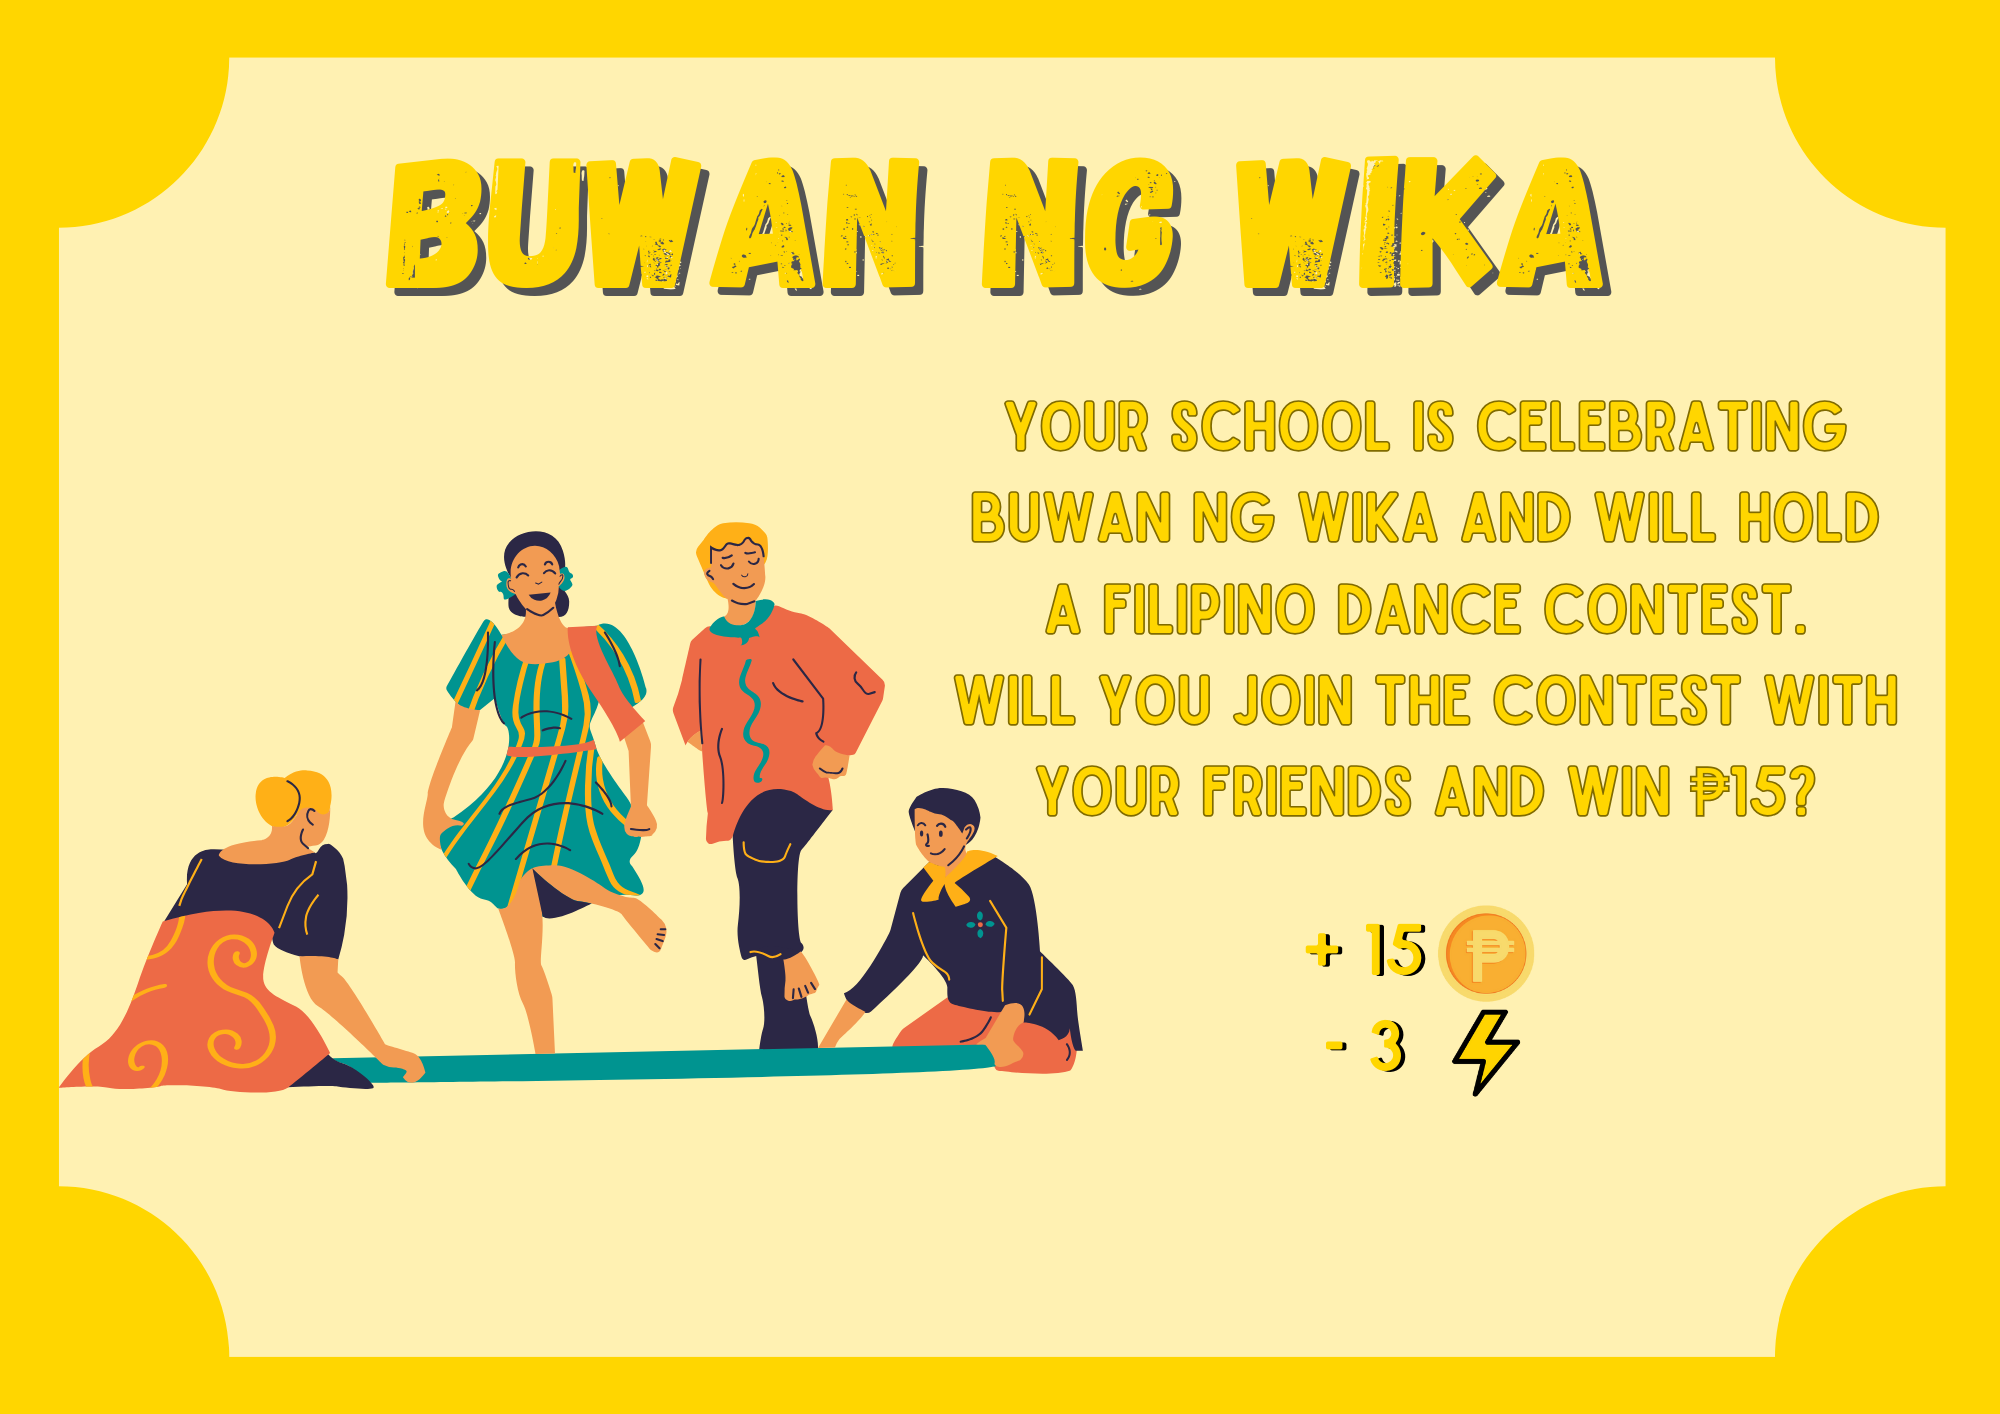 BUWAN NG WIKA
YOUR SCHOOL IS CELEBRATING
BUWAN NG WIKA AND WILL HOLD
A FILIPINO DANCE CONTEST.
WILL YOU JOIN THE CONTEST WITH
YOUR FRIENDS AND WIN ₱15?
+ 15 ₱
- 3